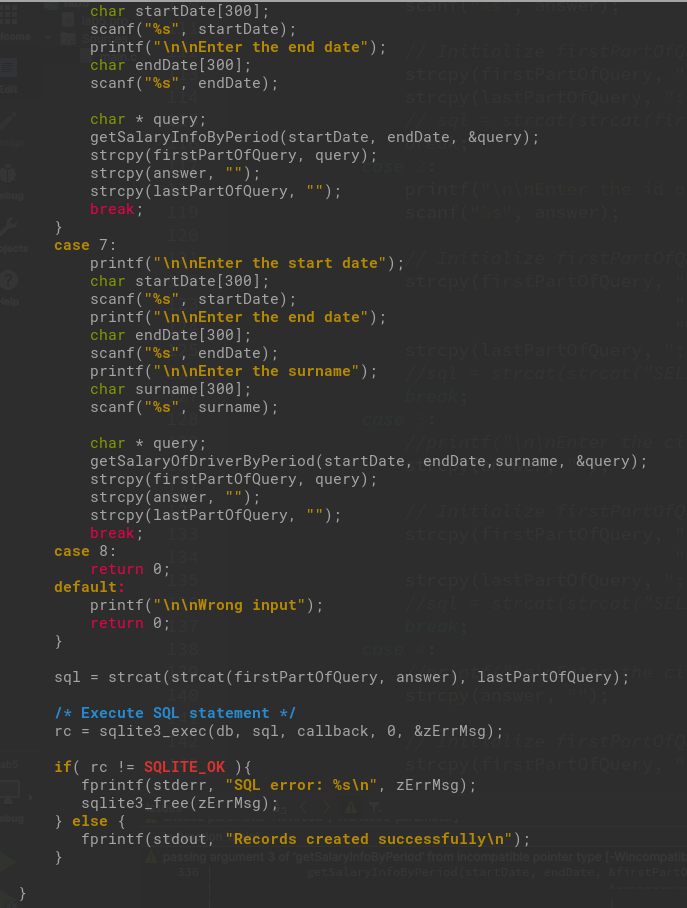 char startDate[300];
scanf("%s", startDate);
printf("\n\nEnter the end date");
char endDate[300];
scanf("%s", endDate);

char * query;
getSalaryInfoByPeriod(startDate, endDate, &query);
strcpy(firstPartOfQuery, query);
strcpy(answer, "");
strcpy(lastPartOfQuery, "");
break;
}
case 7:
printf("\n\nEnter the start date");
char startDate[300];
scanf("%s", startDate);
printf("\n\nEnter the end date");
char endDate[300];
scanf("%s", endDate);
printf("\n\nEnter the surname");
char surname[300];
scanf("%s", surname);

char * query;
getSalaryOfDriverByPeriod(startDate, endDate,surname, &query);
strcpy(firstPartOfQuery, query);
strcpy(answer, "");
strcpy(lastPartOfQuery, "");
break;
case 8:
return 0;
default:
printf("\n\nWrong input");
return 0;
}

sql = strcat(strcat(firstPartOfQuery, answer), lastPartOfQuery);

/* Execute SQL statement */
rc = sqlite3_exec(db, sql, callback, 0, &zErrMsg);

if( rc != SQLITE_OK ){
fprintf(stderr, "SQL error: %s\n", zErrMsg);
sqlite3_free(zErrMsg);
} else {
fprintf(stdout, "Records created successfully\n");
}
passing argument 3 of 'getSalaryInfoByPeriod' from incompatible pointer type
}